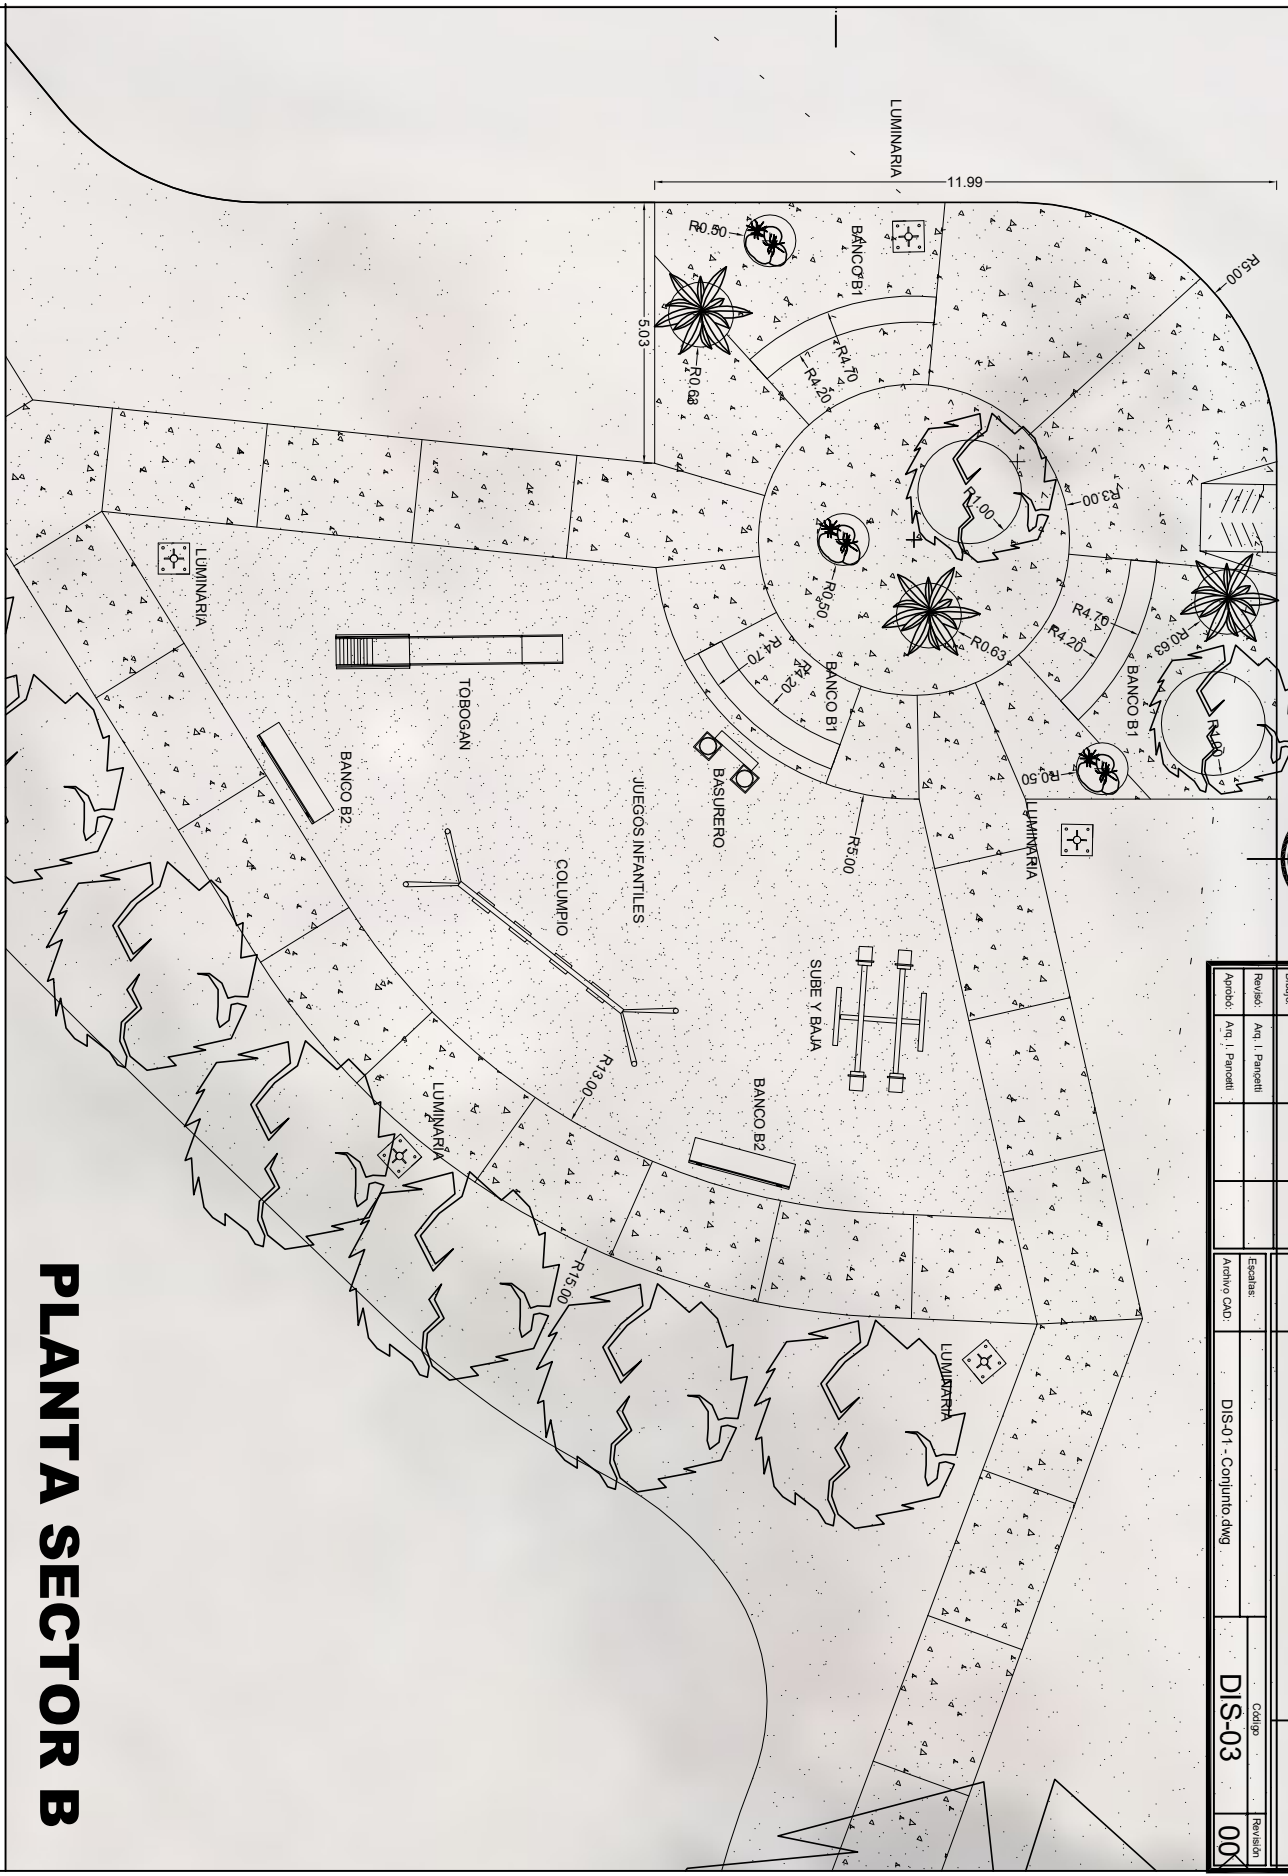 LUMINARIA
11.99
R5.00
R0.50
BANCO B1
R4.70
R4.20
R0.63
5.03
R1.00
R3.00
R0.50
R0.63
R4.70
R4.20
R0.63
BANCO B1
R1.00
R0.50
LUMINARIA
R4.70
R4.20
BANCO B1
BASURERO
R5.00
LUMINARIA
TOBOGAN
BANCO B2
JUEGOS INFANTILES
COLUMPIO
SUBE Y BAJA
BANCO B2
R13.00
LUMINARIA
R15.00
LUMINARIA
Revisó: Arq. I. Pancetti
Aprobó: Arq. I. Pancetti
Escalas:
Archivo CAD: DIS-01 - Conjunto.dwg
Código
DIS-03
Revisión
00
PLANTA SECTOR B